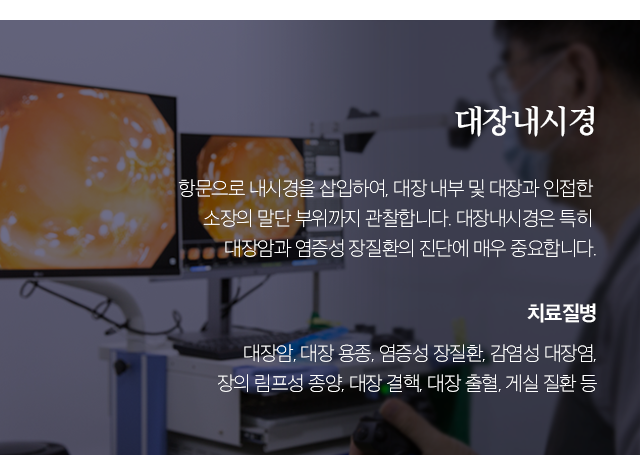 대장내시경
항문으로 내시경을 삽입하여, 대장 내부 및 대장과 인접한
소장의 말단 부위까지 관찰합니다. 대장내시경은 특히
대장암과 염증성 장질환의 진단에 매우 중요합니다.
치료질병
대장암, 대장 용종, 염증성 장질환, 감염성 대장염,
장의 림프성 종양, 대장 결핵, 대장 출혈, 게실 질환 등